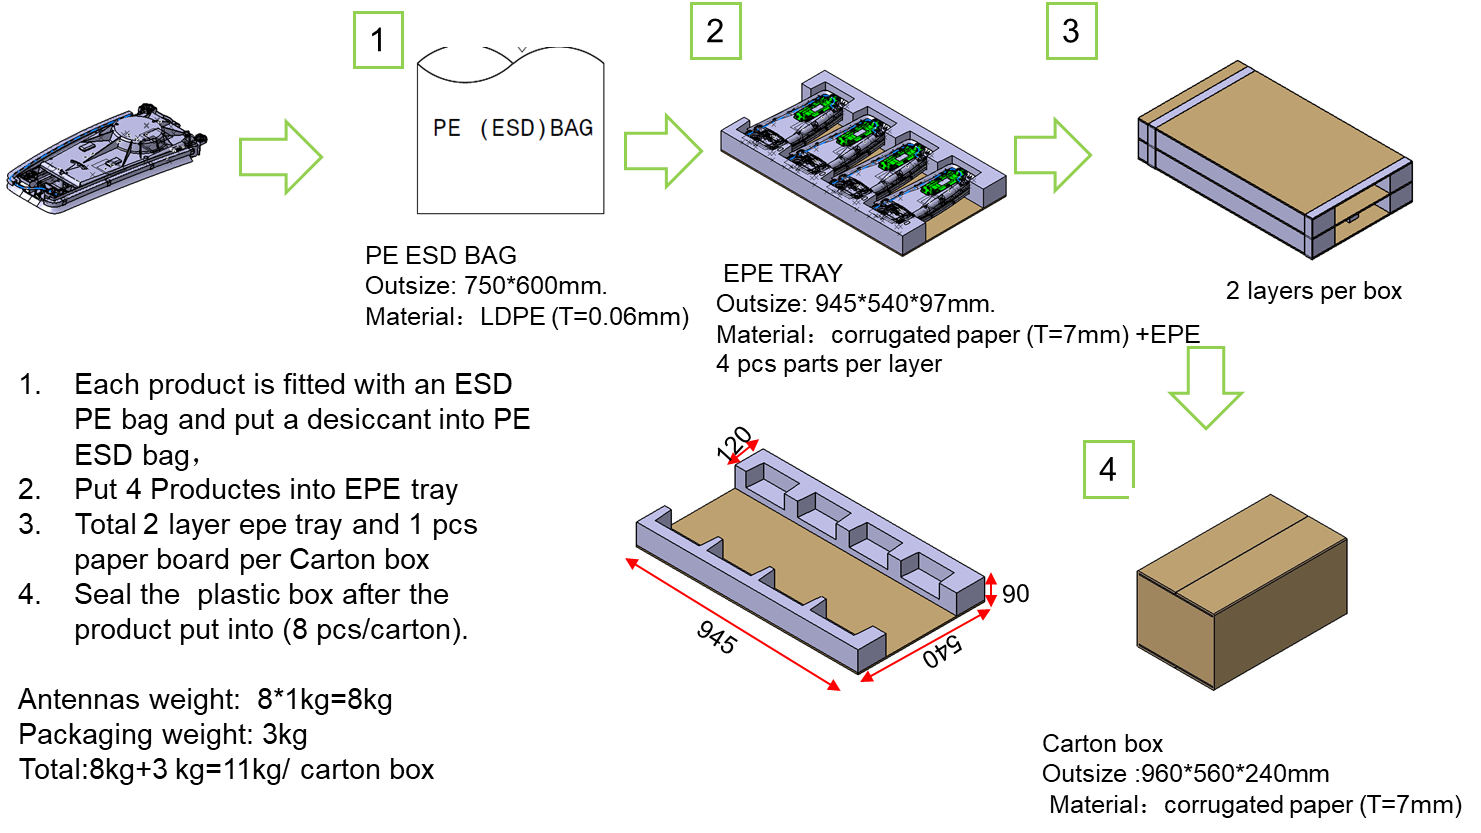 1
PE (ESD)BAG
PE ESD BAG
Outsize: 750*600mm.
Material：LDPE (T=0.06mm)
2
EPE TRAY
Outsize: 945*540*97mm.
Material：corrugated paper (T=7mm) +EPE
4 pcs parts per layer
3
2 layers per box
1. Each product is fitted with an ESD
PE bag and put a desiccant into PE
ESD bag，
2. Put 4 Productes into EPE tray
3. Total 2 layer epe tray and 1 pcs
paper board per Carton box
4. Seal the plastic box after the
product put into (8 pcs/carton).
Antennas weight: 8*1kg=8kg
Packaging weight: 3kg
Total:8kg+3 kg=11kg/ carton box
120
90
945
540
4
Carton box
Outsize :960*560*240mm
Material：corrugated paper (T=7mm)